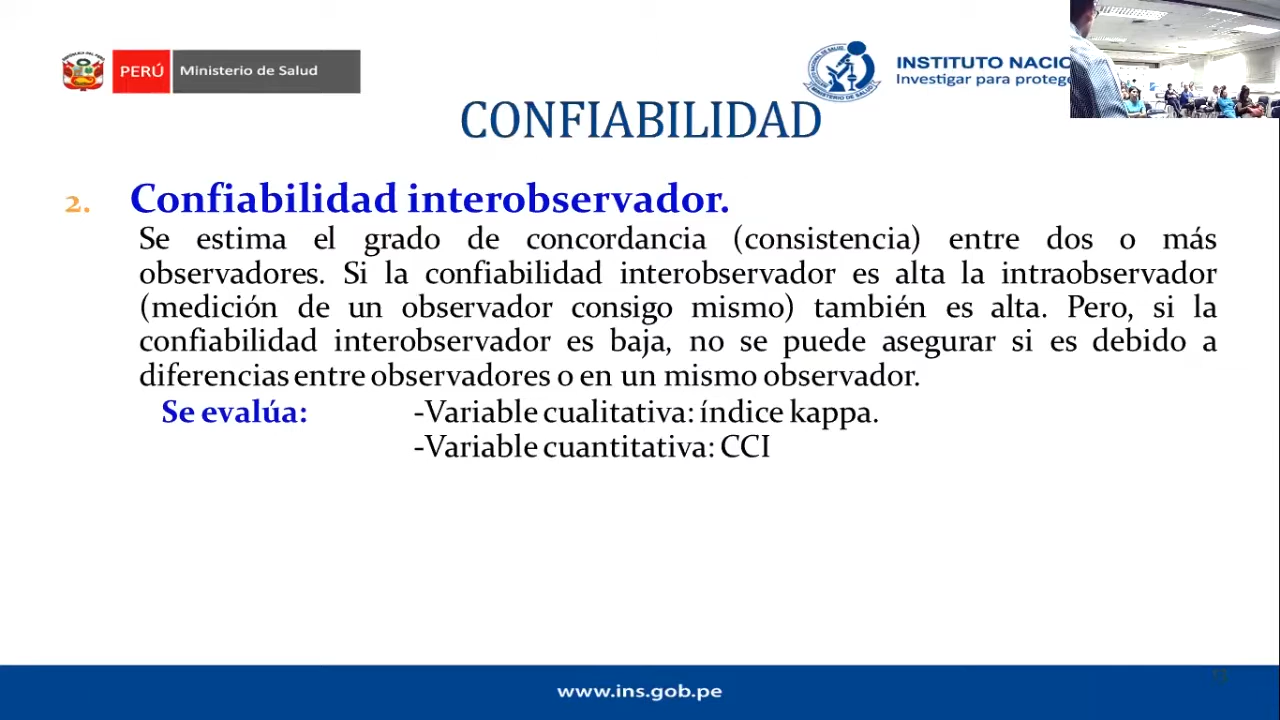 PERÚ Ministerio de Salud
INSTITUTO NACIO
Investigar para protege
CONFIABILIDAD
2. Confiabilidad interobservador.
Se estima el grado de concordancia (consistencia) entre dos o más
observadores. Si la confiabilidad interobservador es alta la intraobservador
(medición de un observador consigo mismo) también es alta. Pero, si la
confiabilidad interobservador es baja, no se puede asegurar si es debido a
diferencias entre observadores o en un mismo observador.
Se evalúa: -Variable cualitativa: índice kappa.
-Variable cuantitativa: CCI
www.ins.gob.pe